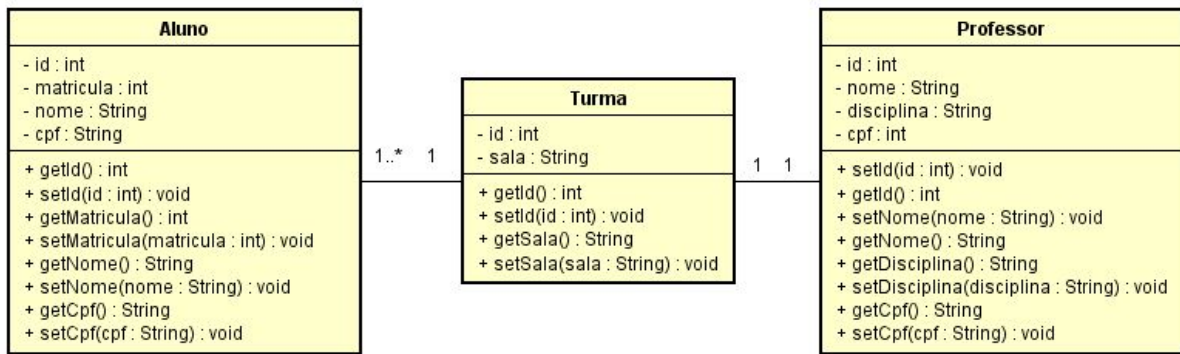 Aluno
- id : int
- matricula : int
- nome : String
- cpf : String
+ getId() : int
+ setId(id : int) : void
+ getMatricula() : int
+ setMatricula(matricula : int) : void
+ getNome() : String
+ setNome(nome : String) : void
+ getCpf() : String
+ setCpf(cpf : String) : void
1..* 1
Turma
- id : int
- sala : String
+ getId() : int
+ setId(id : int) : void
+ getSala() : String
+ setSala(sala : String) : void
1 1
Professor
- id : int
- nome : String
- disciplina : String
- cpf : int
+ setId(id : int) : void
+ getId() : int
+ setNome(nome : String) : void
+ getNome() : String
+ getDisciplina() : String
+ setDisciplina(disciplina : String) : void
+ getCpf() : String
+ setCpf(cpf : String) : void